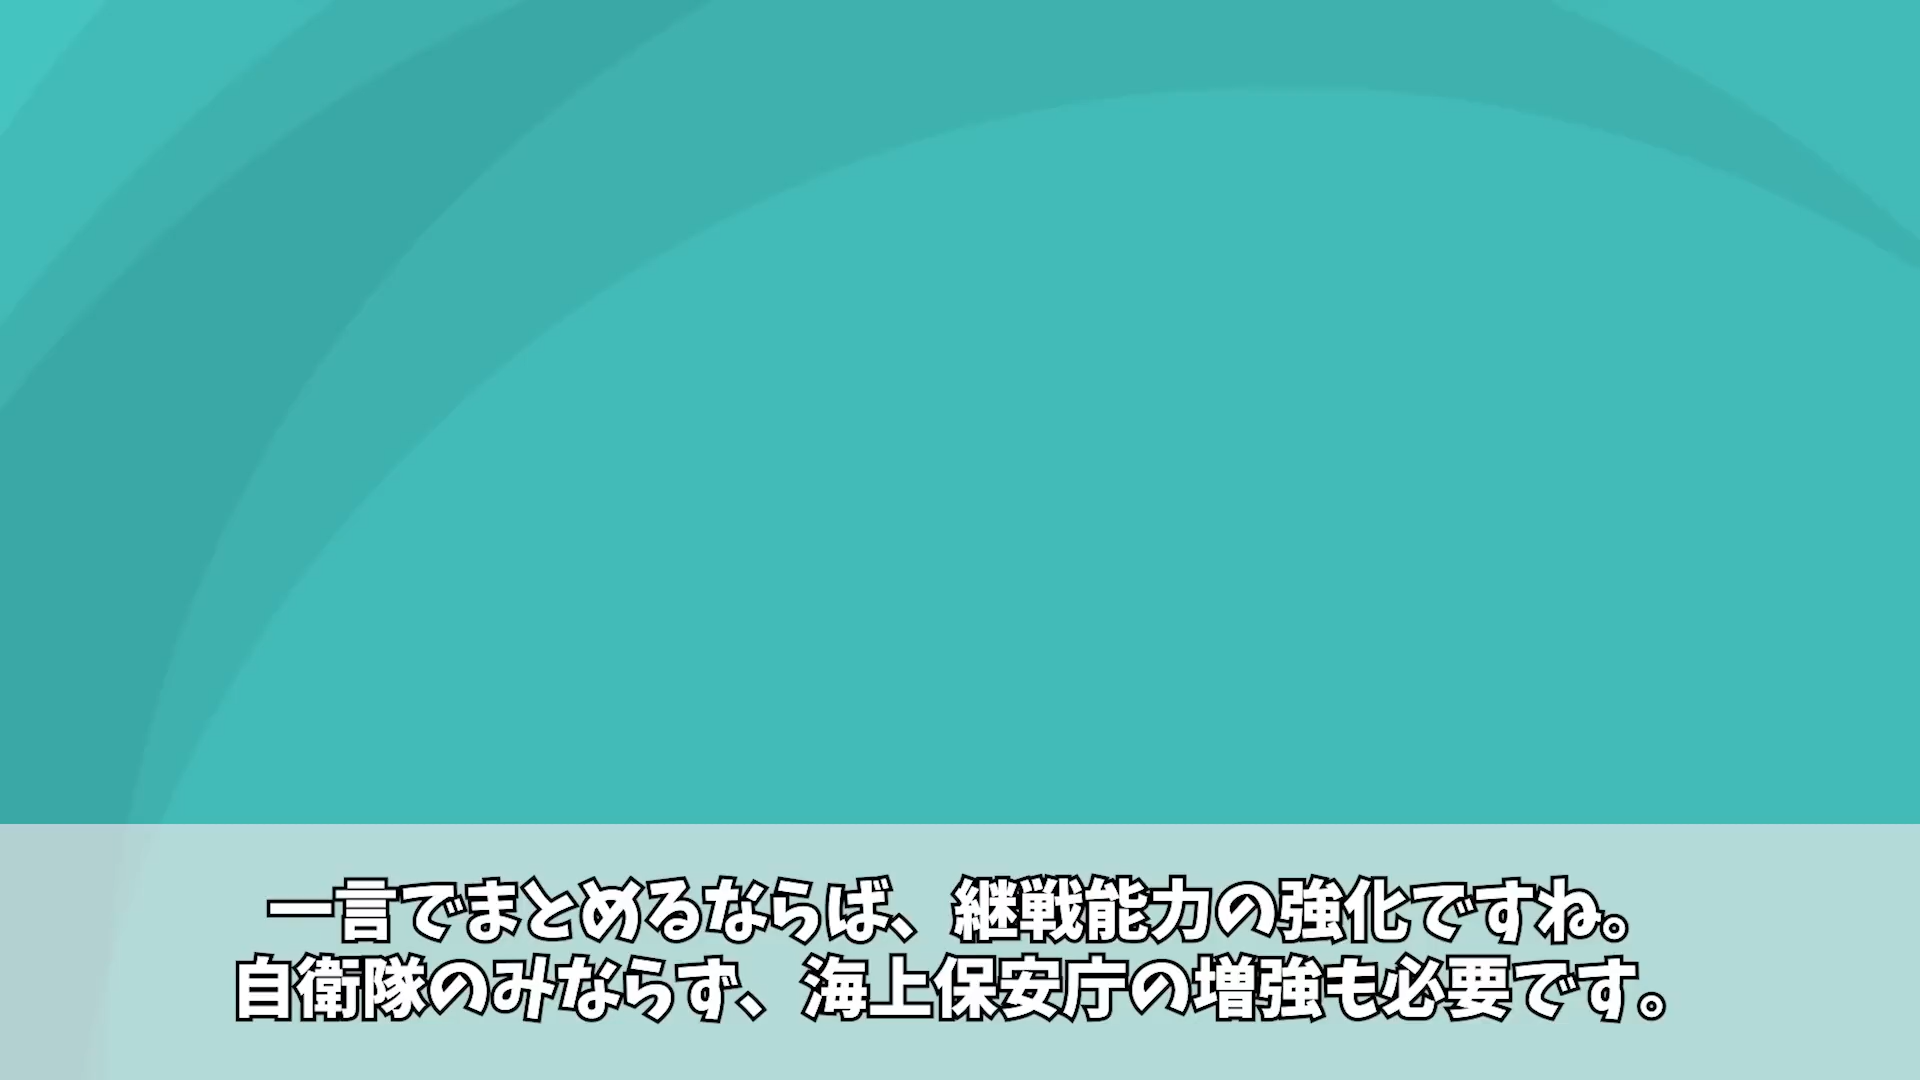 一言でまとめるならば、継戦能力の強化ですね。
自衛隊のみならず、海上保安庁の増強も必要です。